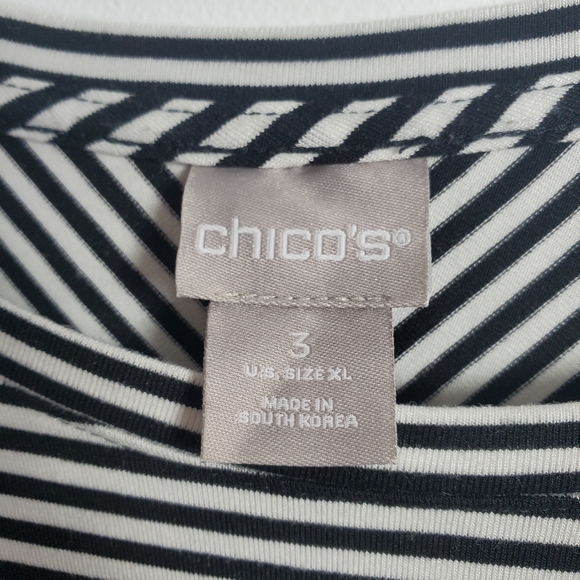 chico's®
3
U.S. SIZE XL
MADE IN
SOUTH KOREA